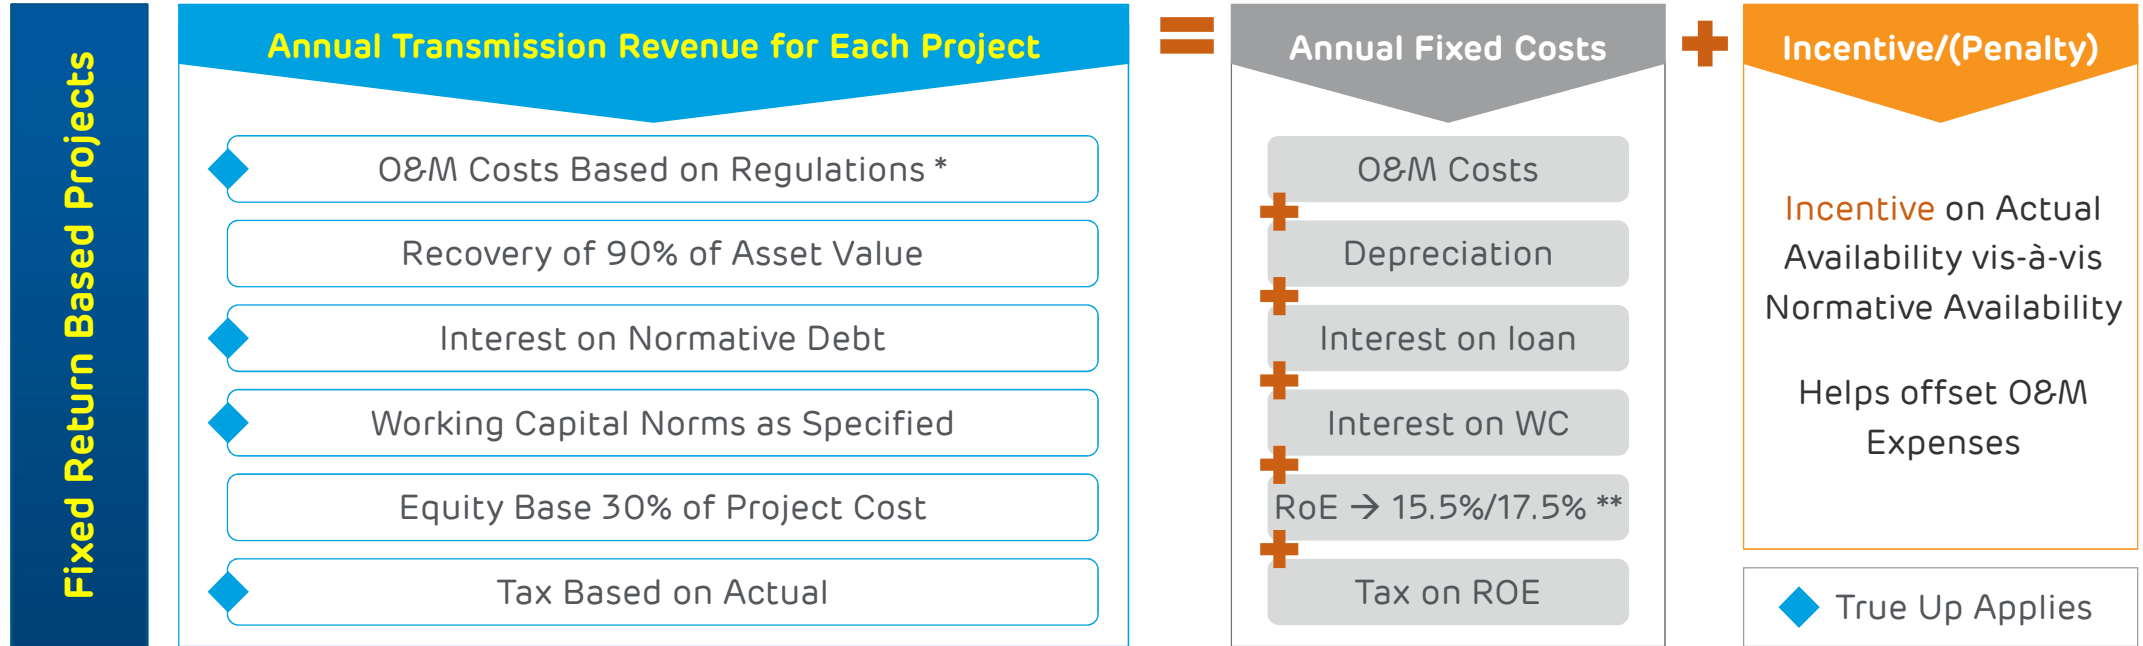 Fixed Return Based Projects
Annual Transmission Revenue for Each Project
O&M Costs Based on Regulations *
Recovery of 90% of Asset Value
Interest on Normative Debt
Working Capital Norms as Specified
Equity Base 30% of Project Cost
Tax Based on Actual
=
Annual Fixed Costs
O&M Costs
+
Depreciation
+
Interest on loan
+
Interest on WC
+
RoE → 15.5%/17.5% **
+
Tax on ROE
+
Incentive/(Penalty)
Incentive on Actual
Availability vis-à-vis
Normative Availability
Helps offset O&M
Expenses
True Up Applies